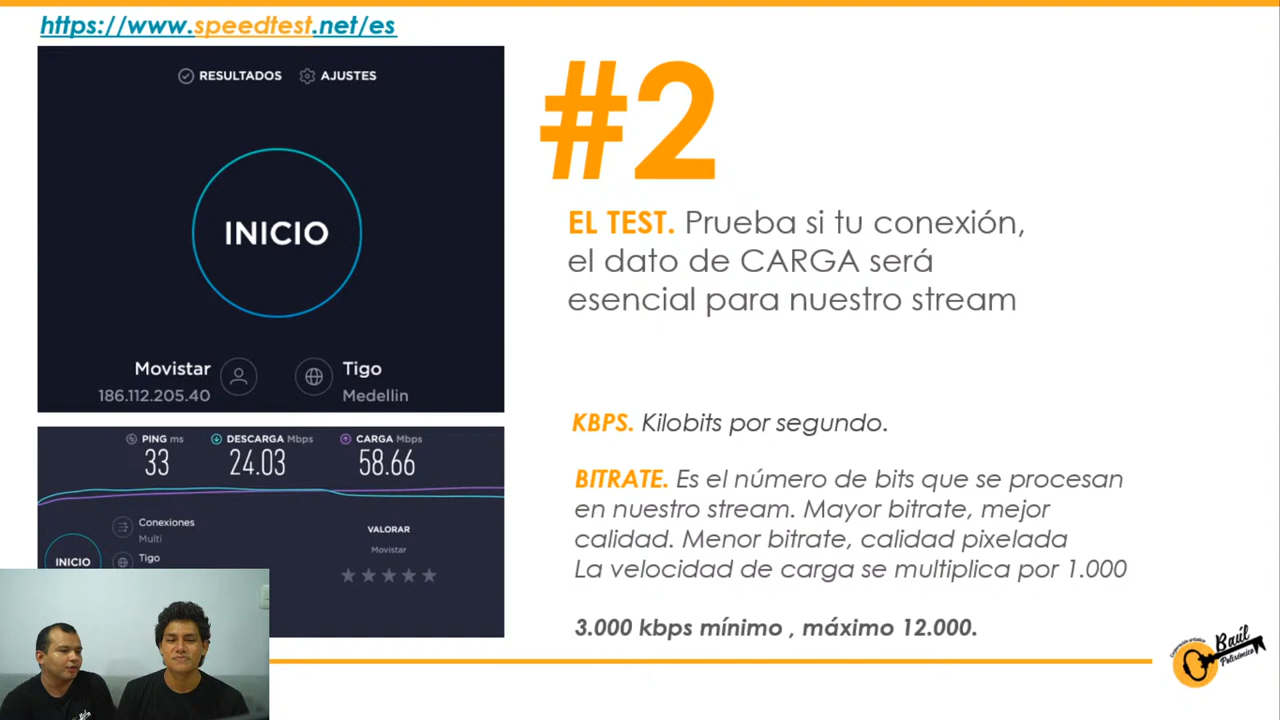 https://www.speedtest.net/es
RESULTADOS AJUSTES
INICIO
Movistar
186.112.205.40
Tigo
Medellin
PING ms DESCARGA Mbps CARGA Mbps
33 24.03 58.66
Conexiones
Multi
Tigo
INICIO
VALORAR
Movistar
#2
EL TEST. Prueba si tu conexión,
el dato de CARGA será
esencial para nuestro stream
KBPS. Kilobits por segundo.
BITRATE. Es el número de bits que se procesan
en nuestro stream. Mayor bitrate, mejor
calidad. Menor bitrate, calidad pixelada
La velocidad de carga se multiplica por 1.000
3.000 kbps mínimo , máximo 12.000.
Corporación artística
Baúl
Polisémico